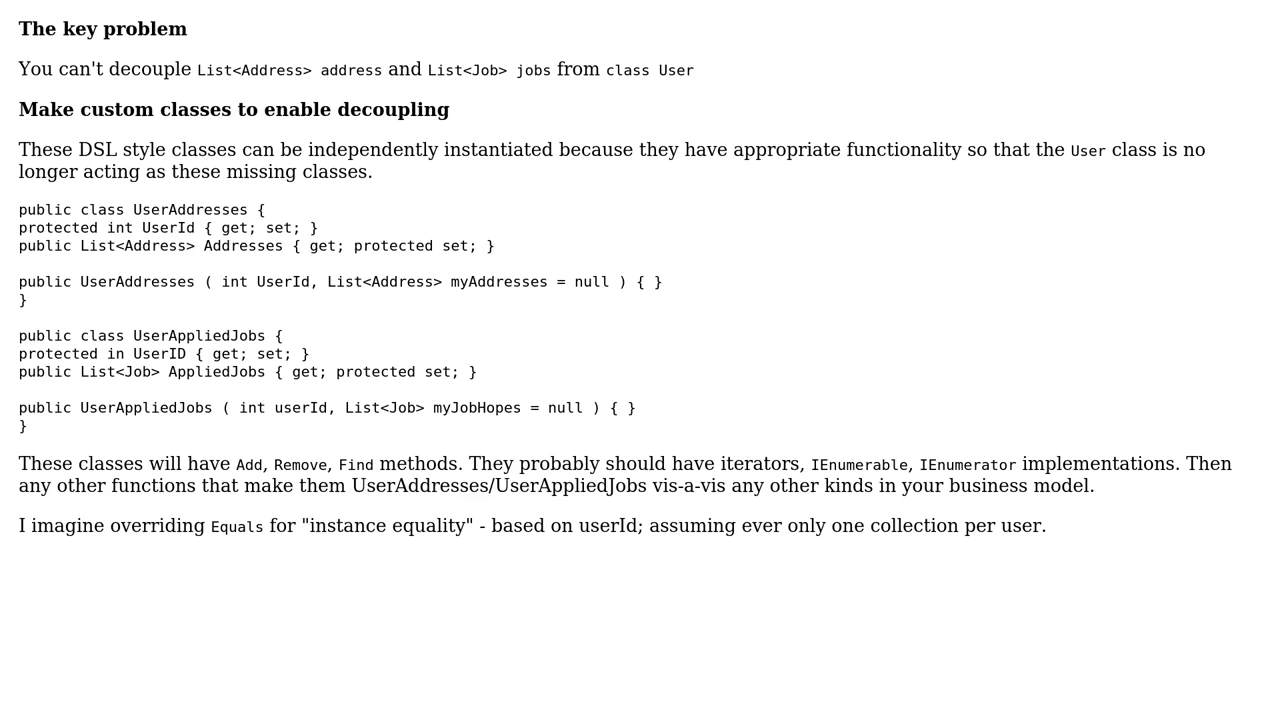 The key problem
You can't decouple List<Address> address and List<Job> jobs from class User
Make custom classes to enable decoupling
These DSL style classes can be independently instantiated because they have appropriate functionality so that the User class is no
longer acting as these missing classes.
public class UserAddresses {
protected int UserId { get; set; }
public List<Address> Addresses { get; protected set; }
public UserAddresses ( int UserId, List<Address> myAddresses = null ) { }
}
public class UserAppliedJobs {
protected in UserID { get; set; }
public List<Job> AppliedJobs { get; protected set; }
public UserAppliedJobs ( int userId, List<Job> myJobHopes = null ) { }
}
These classes will have Add, Remove, Find methods. They probably should have iterators, IEnumerable, IEnumerator implementations. Then
any other functions that make them UserAddresses/UserAppliedJobs vis-a-vis any other kinds in your business model.
I imagine overriding Equals for "instance equality" - based on userId; assuming ever only one collection per user.